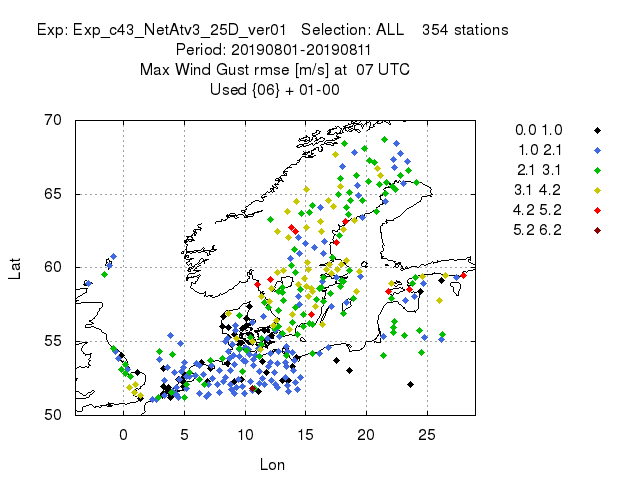 Exp: Exp_c43_NetAtv3_25D_ver01 Selection: ALL 354 stations
Period: 20190801-20190811
Max Wind Gust rmse [m/s] at 07 UTC
Used {06} + 01-00
70
65
60
55
50
Lat
0 5 10 15 20 25
Lon
0.0 1.0
1.0 2.1
2.1 3.1
3.1 4.2
4.2 5.2
5.2 6.2